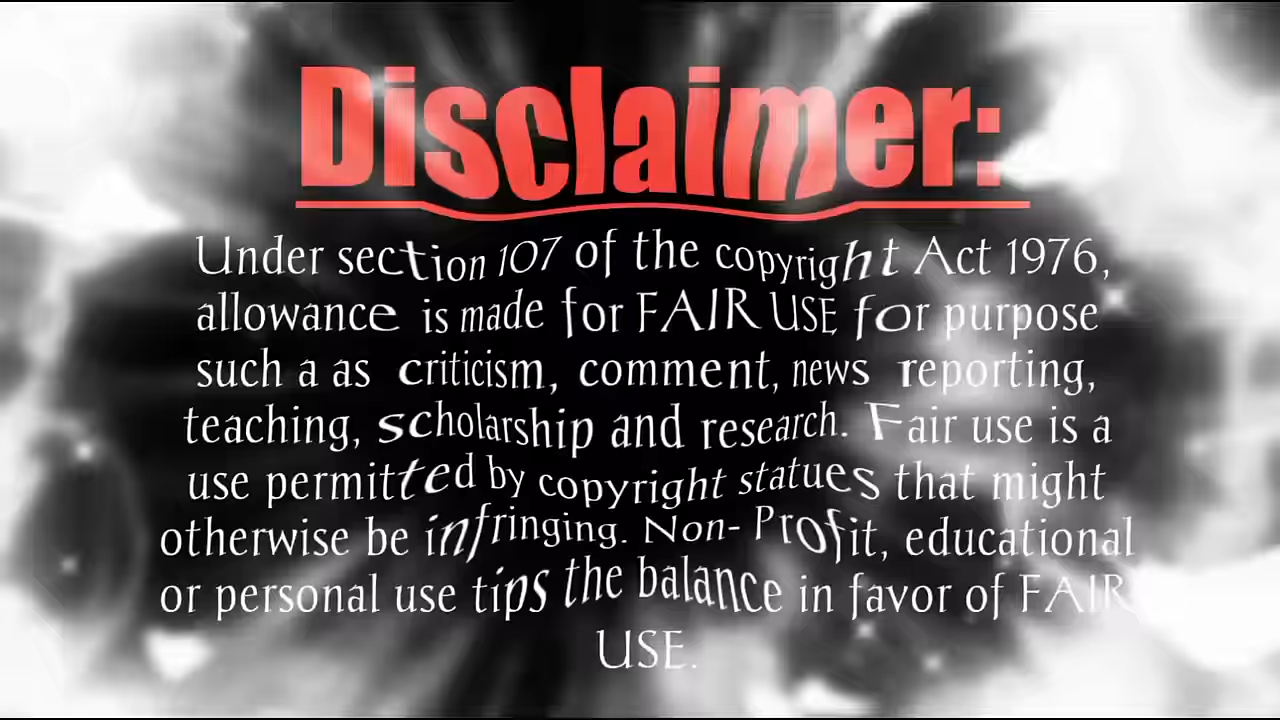 Disclaimer:
Under section 107 of the copyright Act 1976,
allowance is made for FAIR USE for purpose
such a as criticism, comment, news reporting,
teaching, scholarship and research. Fair use is a
use permitted by copyright statues that might
otherwise be infringing. Non- Profit, educational
or personal use tips the balance in favor of FAIR
USE.